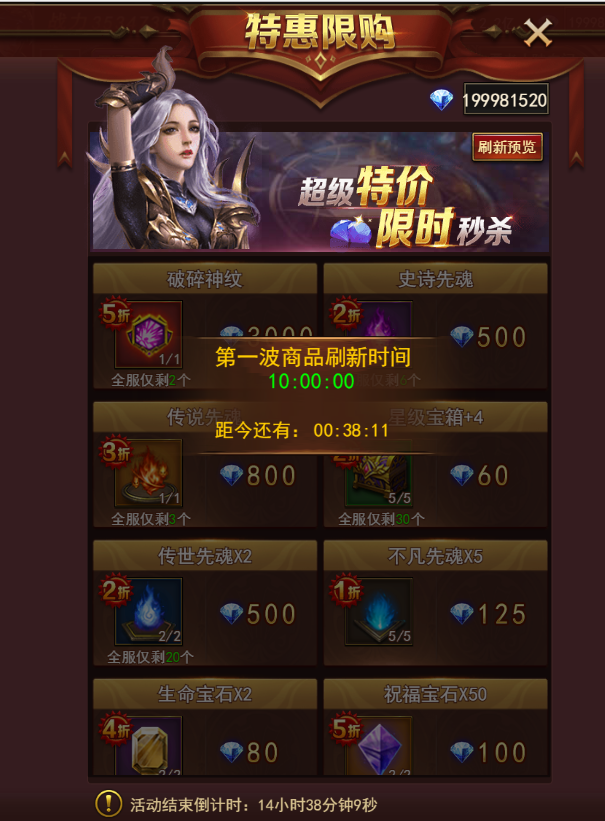 特惠限购
199981520
刷新预览
超级特价
限时秒杀
破碎神纹
史诗先魂
5折
1/1
3000
2折
500
全服仅剩2个
第一波商品刷新时间
10:00:00
传说先魂
星级宝箱+4
距今还有：00:38:11
3折
1/1
800
2折
5/5
60
全服仅剩3个
全服仅剩30个
传世先魂X2
不凡先魂X5
2折
2/2
500
1折
5/5
125
全服仅剩20个
生命宝石X2
祝福宝石X50
4折
80
5折
100
活动结束倒计时：14小时38分钟9秒